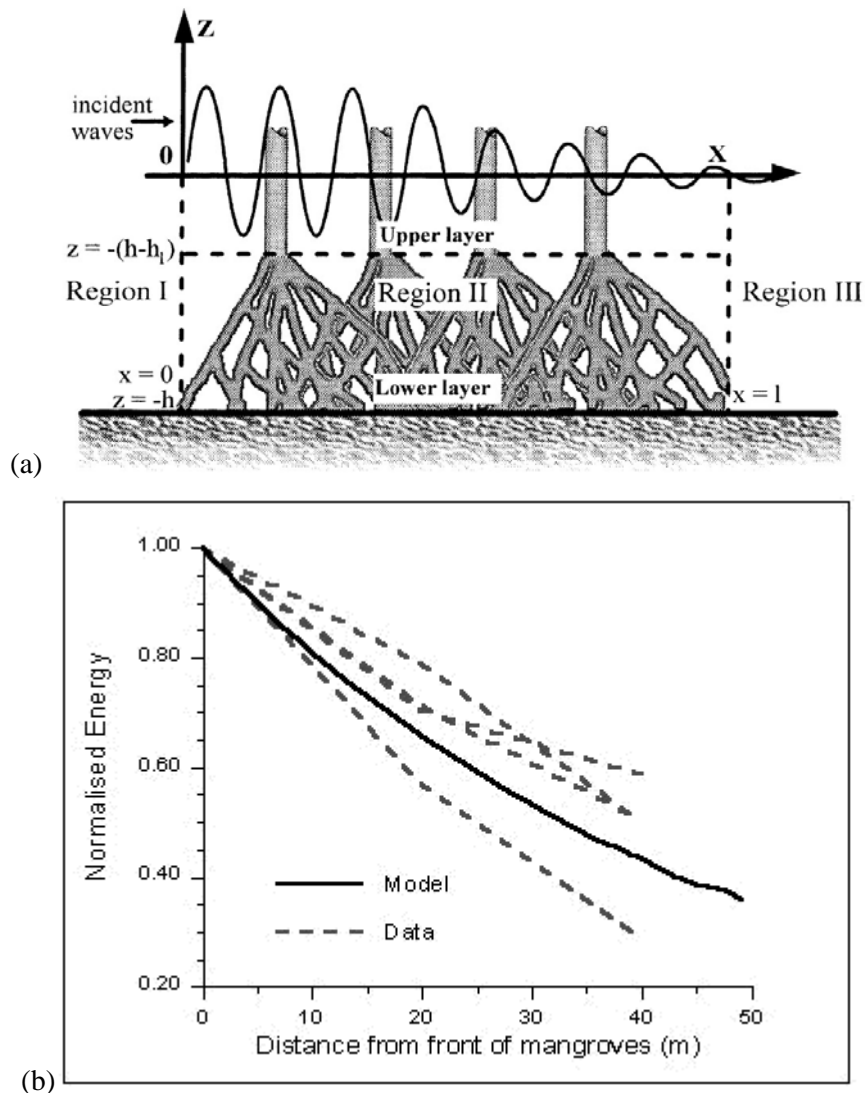 Z
incident
waves
0
X
Upper layer
z = -(h-h₁)
Region I
Region II
Region III
x = 0
z = -h
Lower layer
x = l
(a)
1.00
0.80
0.60
0.40
0.20
Normalised Energy
Model
Data
0 10 20 30 40 50
Distance from front of mangroves (m)
(b)